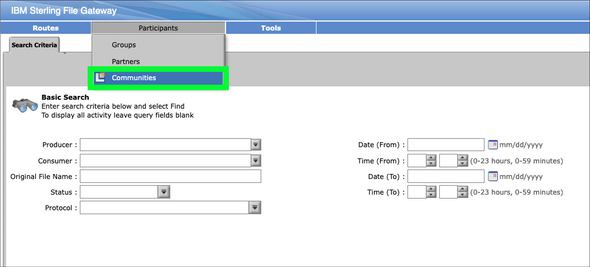 IBM Sterling File Gateway
Routes Participants Tools
Search Criteria
Groups
Partners
Communities
Basic Search
Enter search criteria below and select Find
To display all activity leave query fields blank
Producer :
Consumer :
Original File Name :
Status :
Protocol :
Date (From) : mm/dd/yyyy
Time (From) : : (0-23 hours, 0-59 minutes)
Date (To) : mm/dd/yyyy
Time (To) : : (0-23 hours, 0-59 minutes)